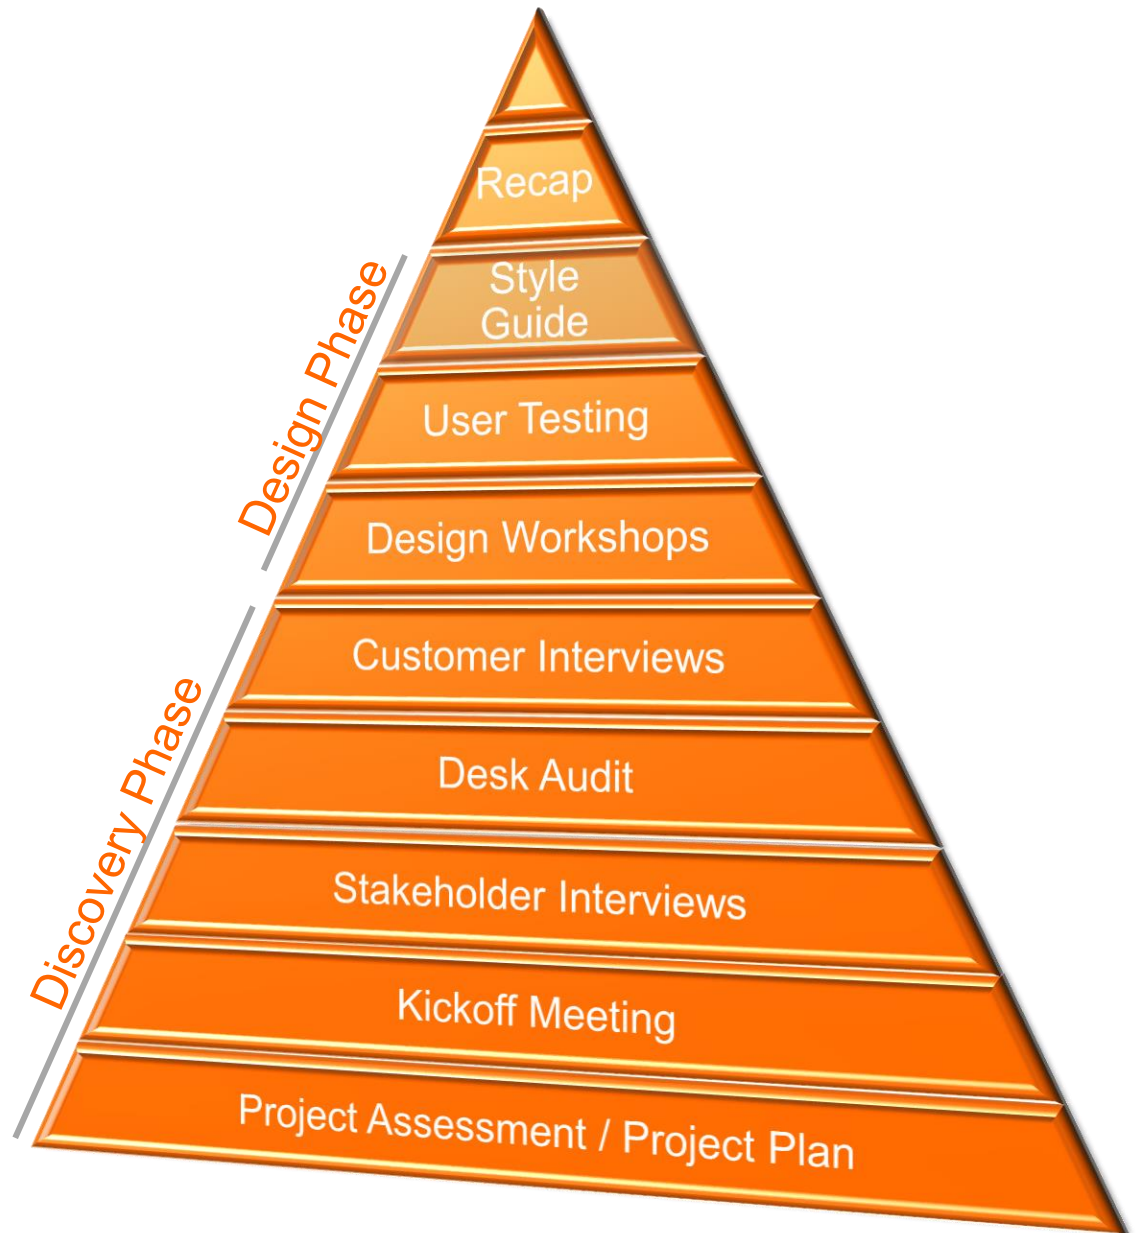 Recap
Style
Guide
User Testing
Design Workshops
Customer Interviews
Desk Audit
Stakeholder Interviews
Kickoff Meeting
Project Assessment / Project Plan
Design Phase
Discovery Phase